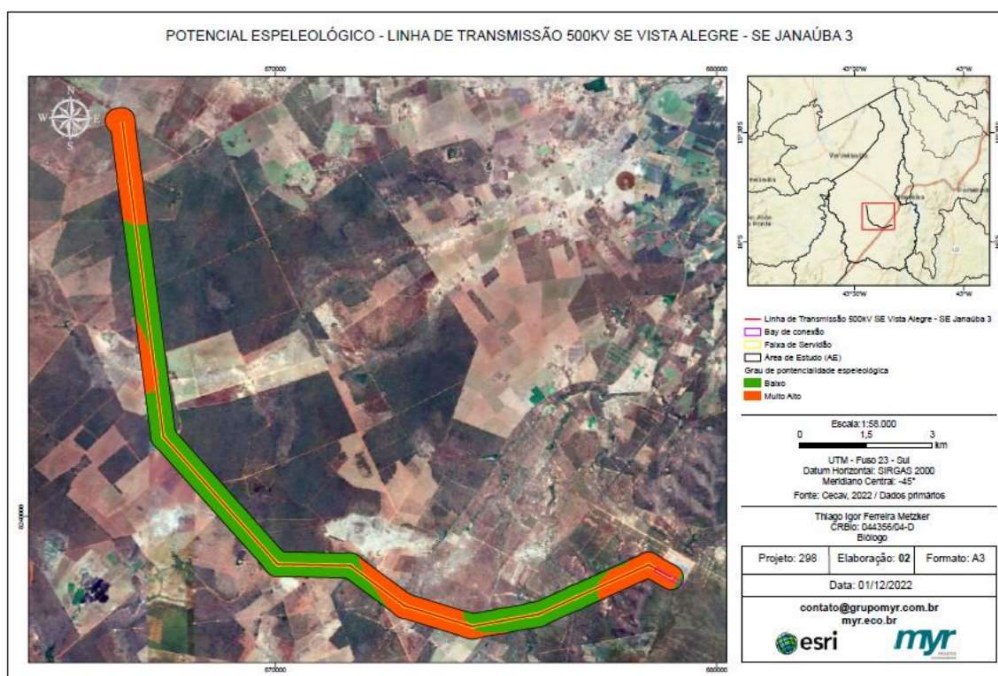 POTENCIAL ESPELEOLÓGICO - LINHA DE TRANSMISSÃO 500KV SE VISTA ALEGRE - SE JANAÚBA 3
670000
680000
N
W
E
S
8240000
670000
680000
43°30'W
43°W
43°30'W
43°W
Linha de Transmissão 500kV SE Vista Alegre - SE Janaúba 3
Bay de conexão
Faixa de Servidão
Área de Estudo (AE)
Grau de pontencialidade espeleológica
Baixo
Muito Alto
Escala:1:58.000
0 1,5 3
km
UTM - Fuso 23 - Sul
Datum Horizontal: SIRGAS 2000
Meridiano Central: -45°
Fonte: Cecav, 2022 / Dados primários
Thiago Igor Ferreira Metzker
CRBio: 044356/04-D
Biólogo
Projeto: 298
Elaboração: 02
Formato: A3
Data: 01/12/2022
contato@grupomyr.com.br
myr.eco.br
esri
myr